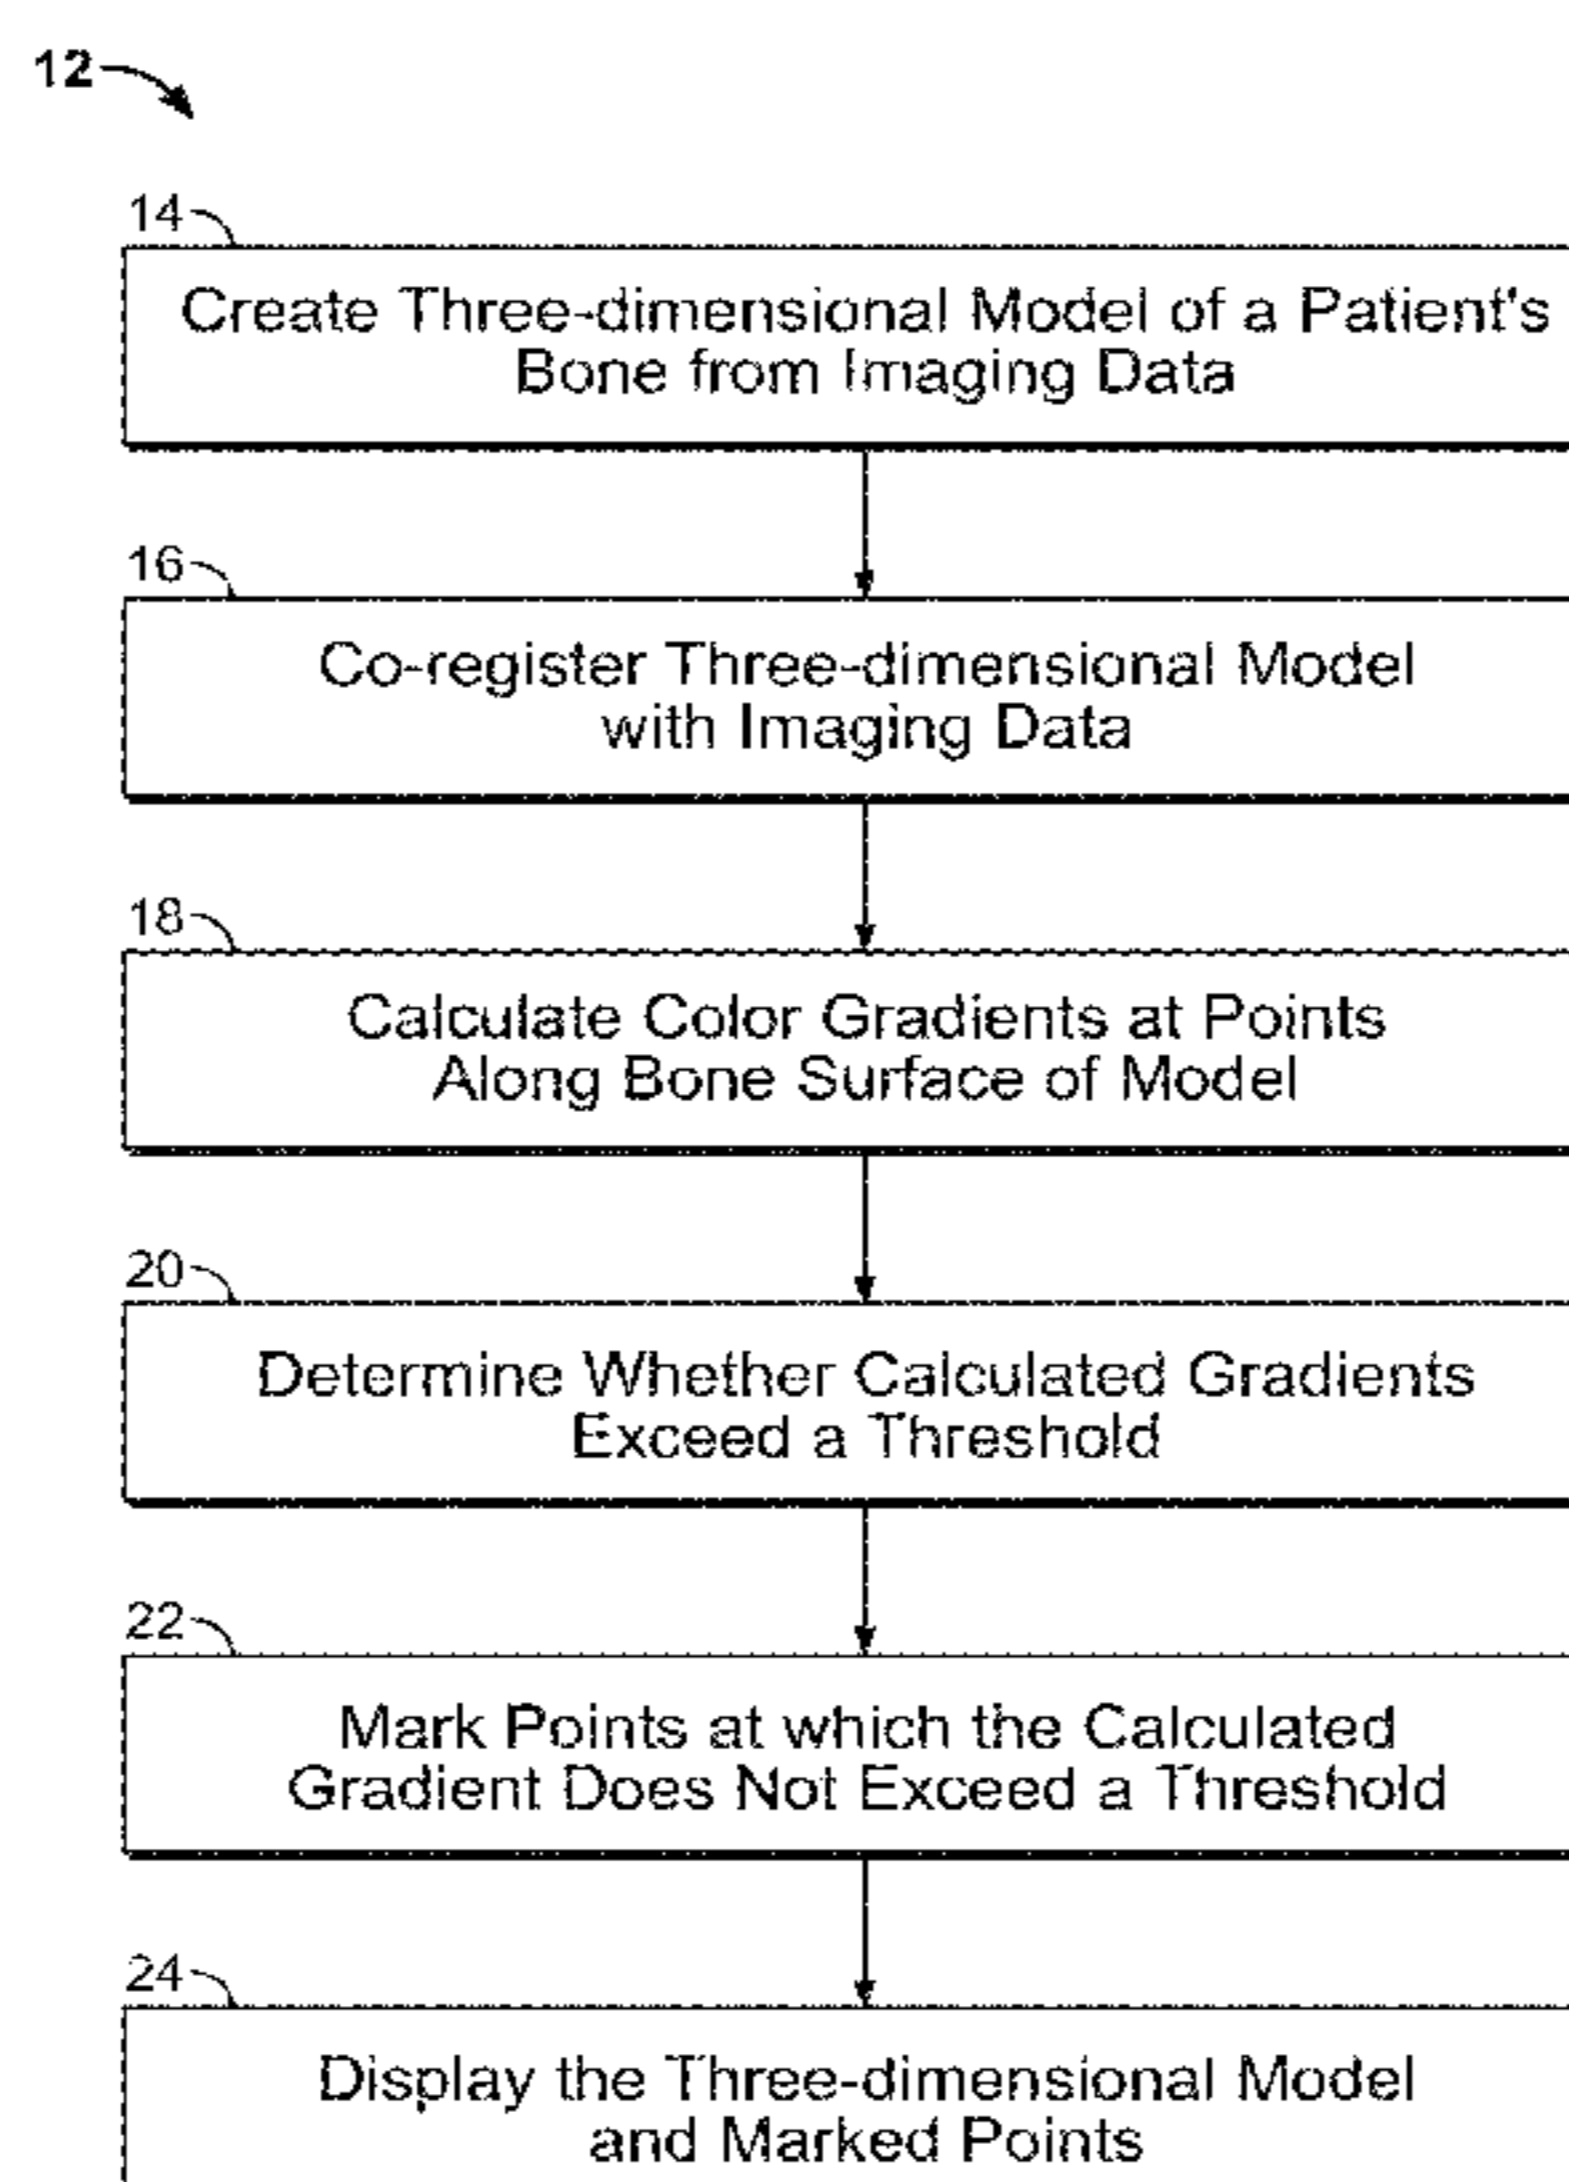 12
14
Create Three-dimensional Model of a Patient's
Bone from Imaging Data
16
Co-register Three-dimensional Model
with Imaging Data
18
Calculate Color Gradients at Points
Along Bone Surface of Model
20
Determine Whether Calculated Gradients
Exceed a Threshold
22
Mark Points at which the Calculated
Gradient Does Not Exceed a Threshold
24
Display the Three-dimensional Model
and Marked Points